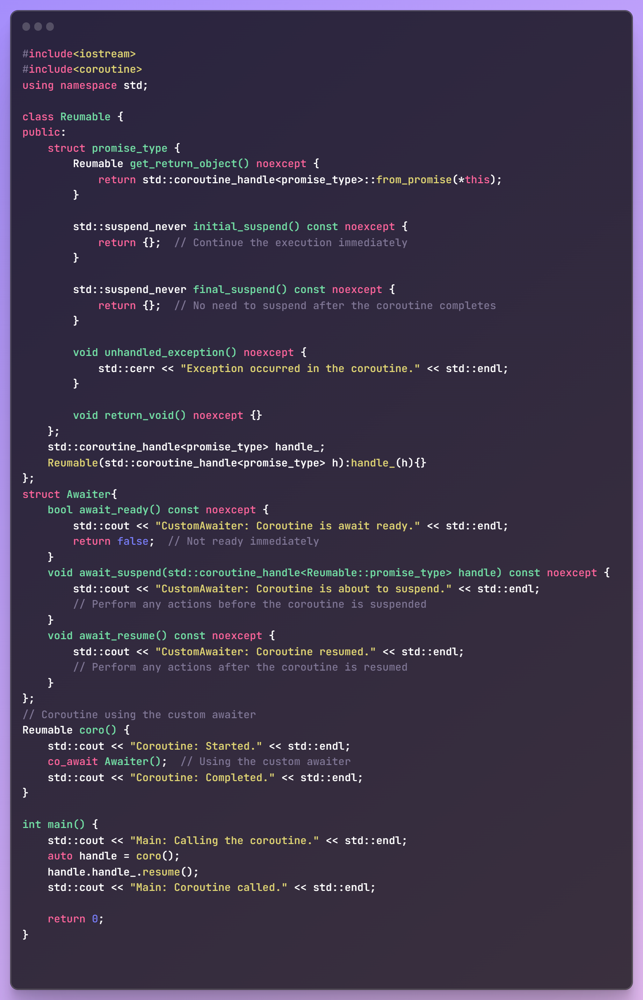 #include<iostream>
#include<coroutine>
using namespace std;

class Reumable {
public:
    struct promise_type {
        Reumable get_return_object() noexcept {
            return std::coroutine_handle<promise_type>::from_promise(*this);
        }

        std::suspend_never initial_suspend() const noexcept {
            return {};  // Continue the execution immediately
        }

        std::suspend_never final_suspend() const noexcept {
            return {};  // No need to suspend after the coroutine completes
        }

        void unhandled_exception() noexcept {
            std::cerr << "Exception occurred in the coroutine." << std::endl;
        }

        void return_void() noexcept {}
    };
    std::coroutine_handle<promise_type> handle_;
    Reumable(std::coroutine_handle<promise_type> h):handle_(h){}
};
struct Awaiter{
    bool await_ready() const noexcept {
        std::cout << "CustomAwaiter: Coroutine is await ready." << std::endl;
        return false;  // Not ready immediately
    }
    void await_suspend(std::coroutine_handle<Reumable::promise_type> handle) const noexcept {
        std::cout << "CustomAwaiter: Coroutine is about to suspend." << std::endl;
        // Perform any actions before the coroutine is suspended
    }
    void await_resume() const noexcept {
        std::cout << "CustomAwaiter: Coroutine resumed." << std::endl;
        // Perform any actions after the coroutine is resumed
    }
};
// Coroutine using the custom awaiter
Reumable coro() {
    std::cout << "Coroutine: Started." << std::endl;
    co_await Awaiter();  // Using the custom awaiter
    std::cout << "Coroutine: Completed." << std::endl;
}

int main() {
    std::cout << "Main: Calling the coroutine." << std::endl;
    auto handle = coro();
    handle.handle_.resume();
    std::cout << "Main: Coroutine called." << std::endl;

    return 0;
}